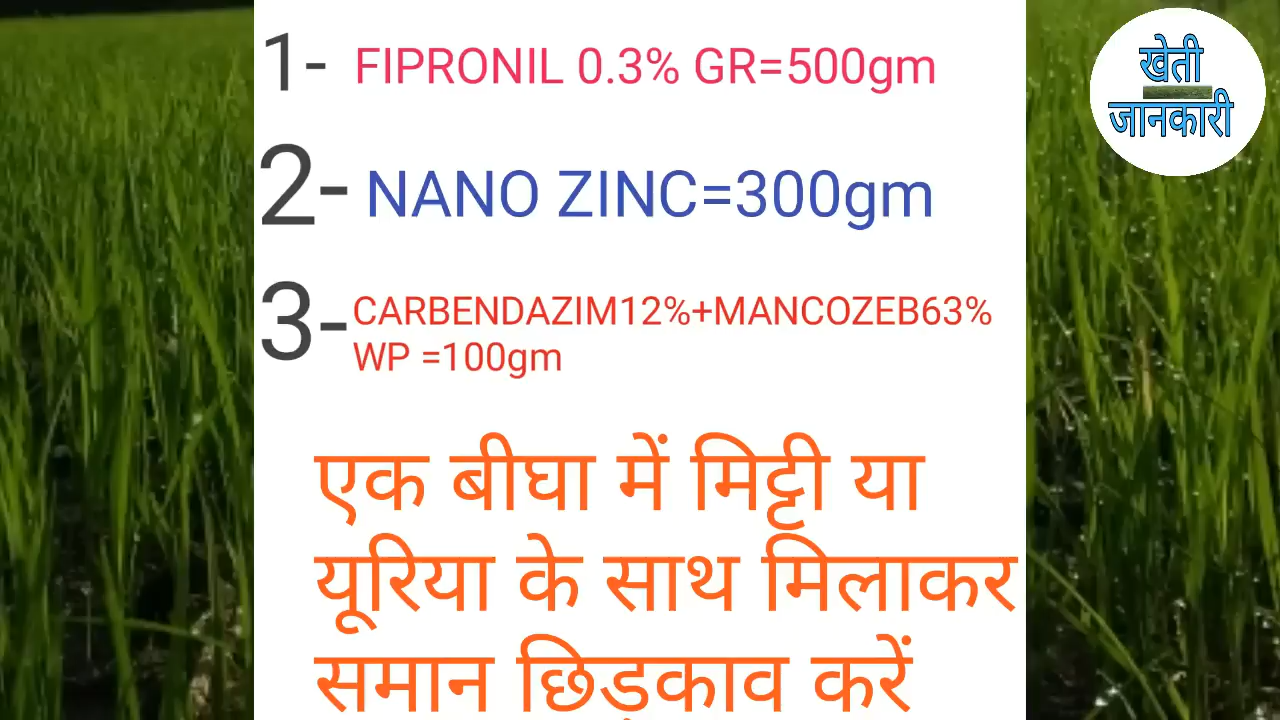 1- FIPRONIL 0.3% GR=500gm
2- NANO ZINC=300gm
3- CARBENDAZIM12%+MANCOZEB63%
WP =100gm
एक बीघा में मिट्टी या
यूरिया के साथ मिलाकर
समान छिडकाव करें
खेती
जानकारी